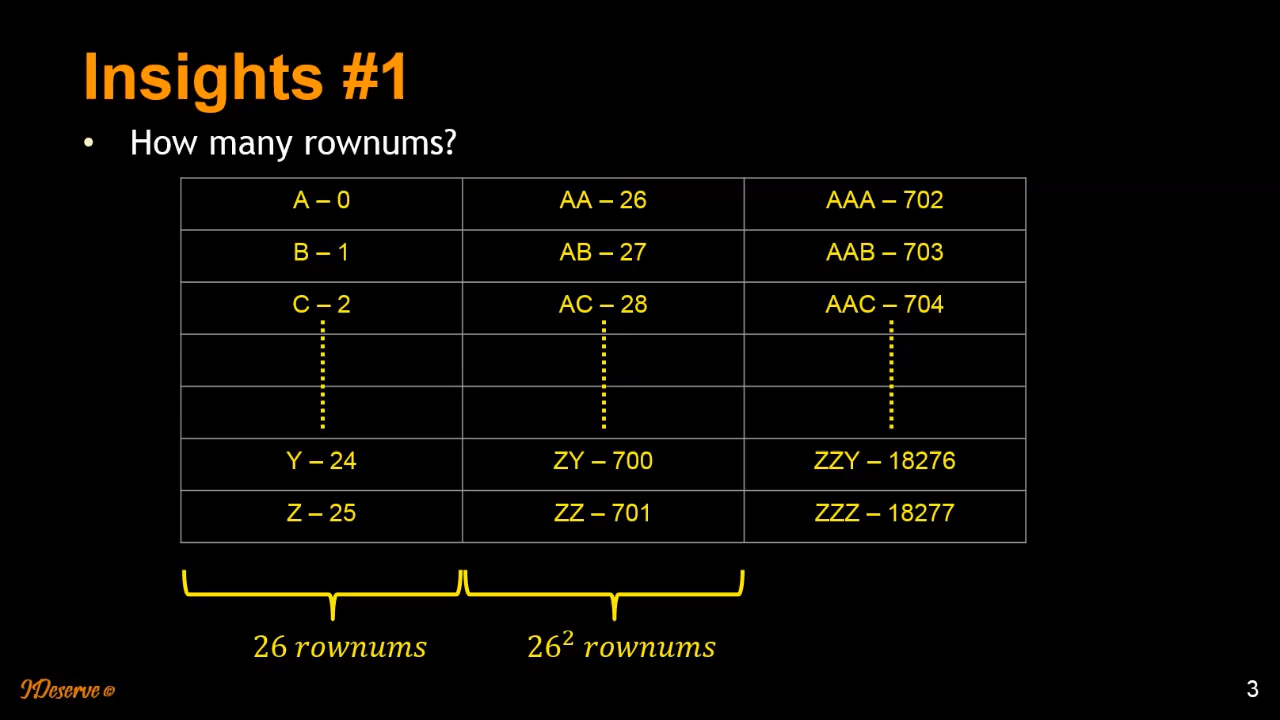 Insights #1
• How many rownums?
A – 0 AA – 26 AAA – 702
B – 1 AB – 27 AAB – 703
C – 2 AC – 28 AAC – 704
Y – 24 ZY – 700 ZZY – 18276
Z – 25 ZZ – 701 ZZZ – 18277
26 rownums 26² rownums
IDeserve © 3